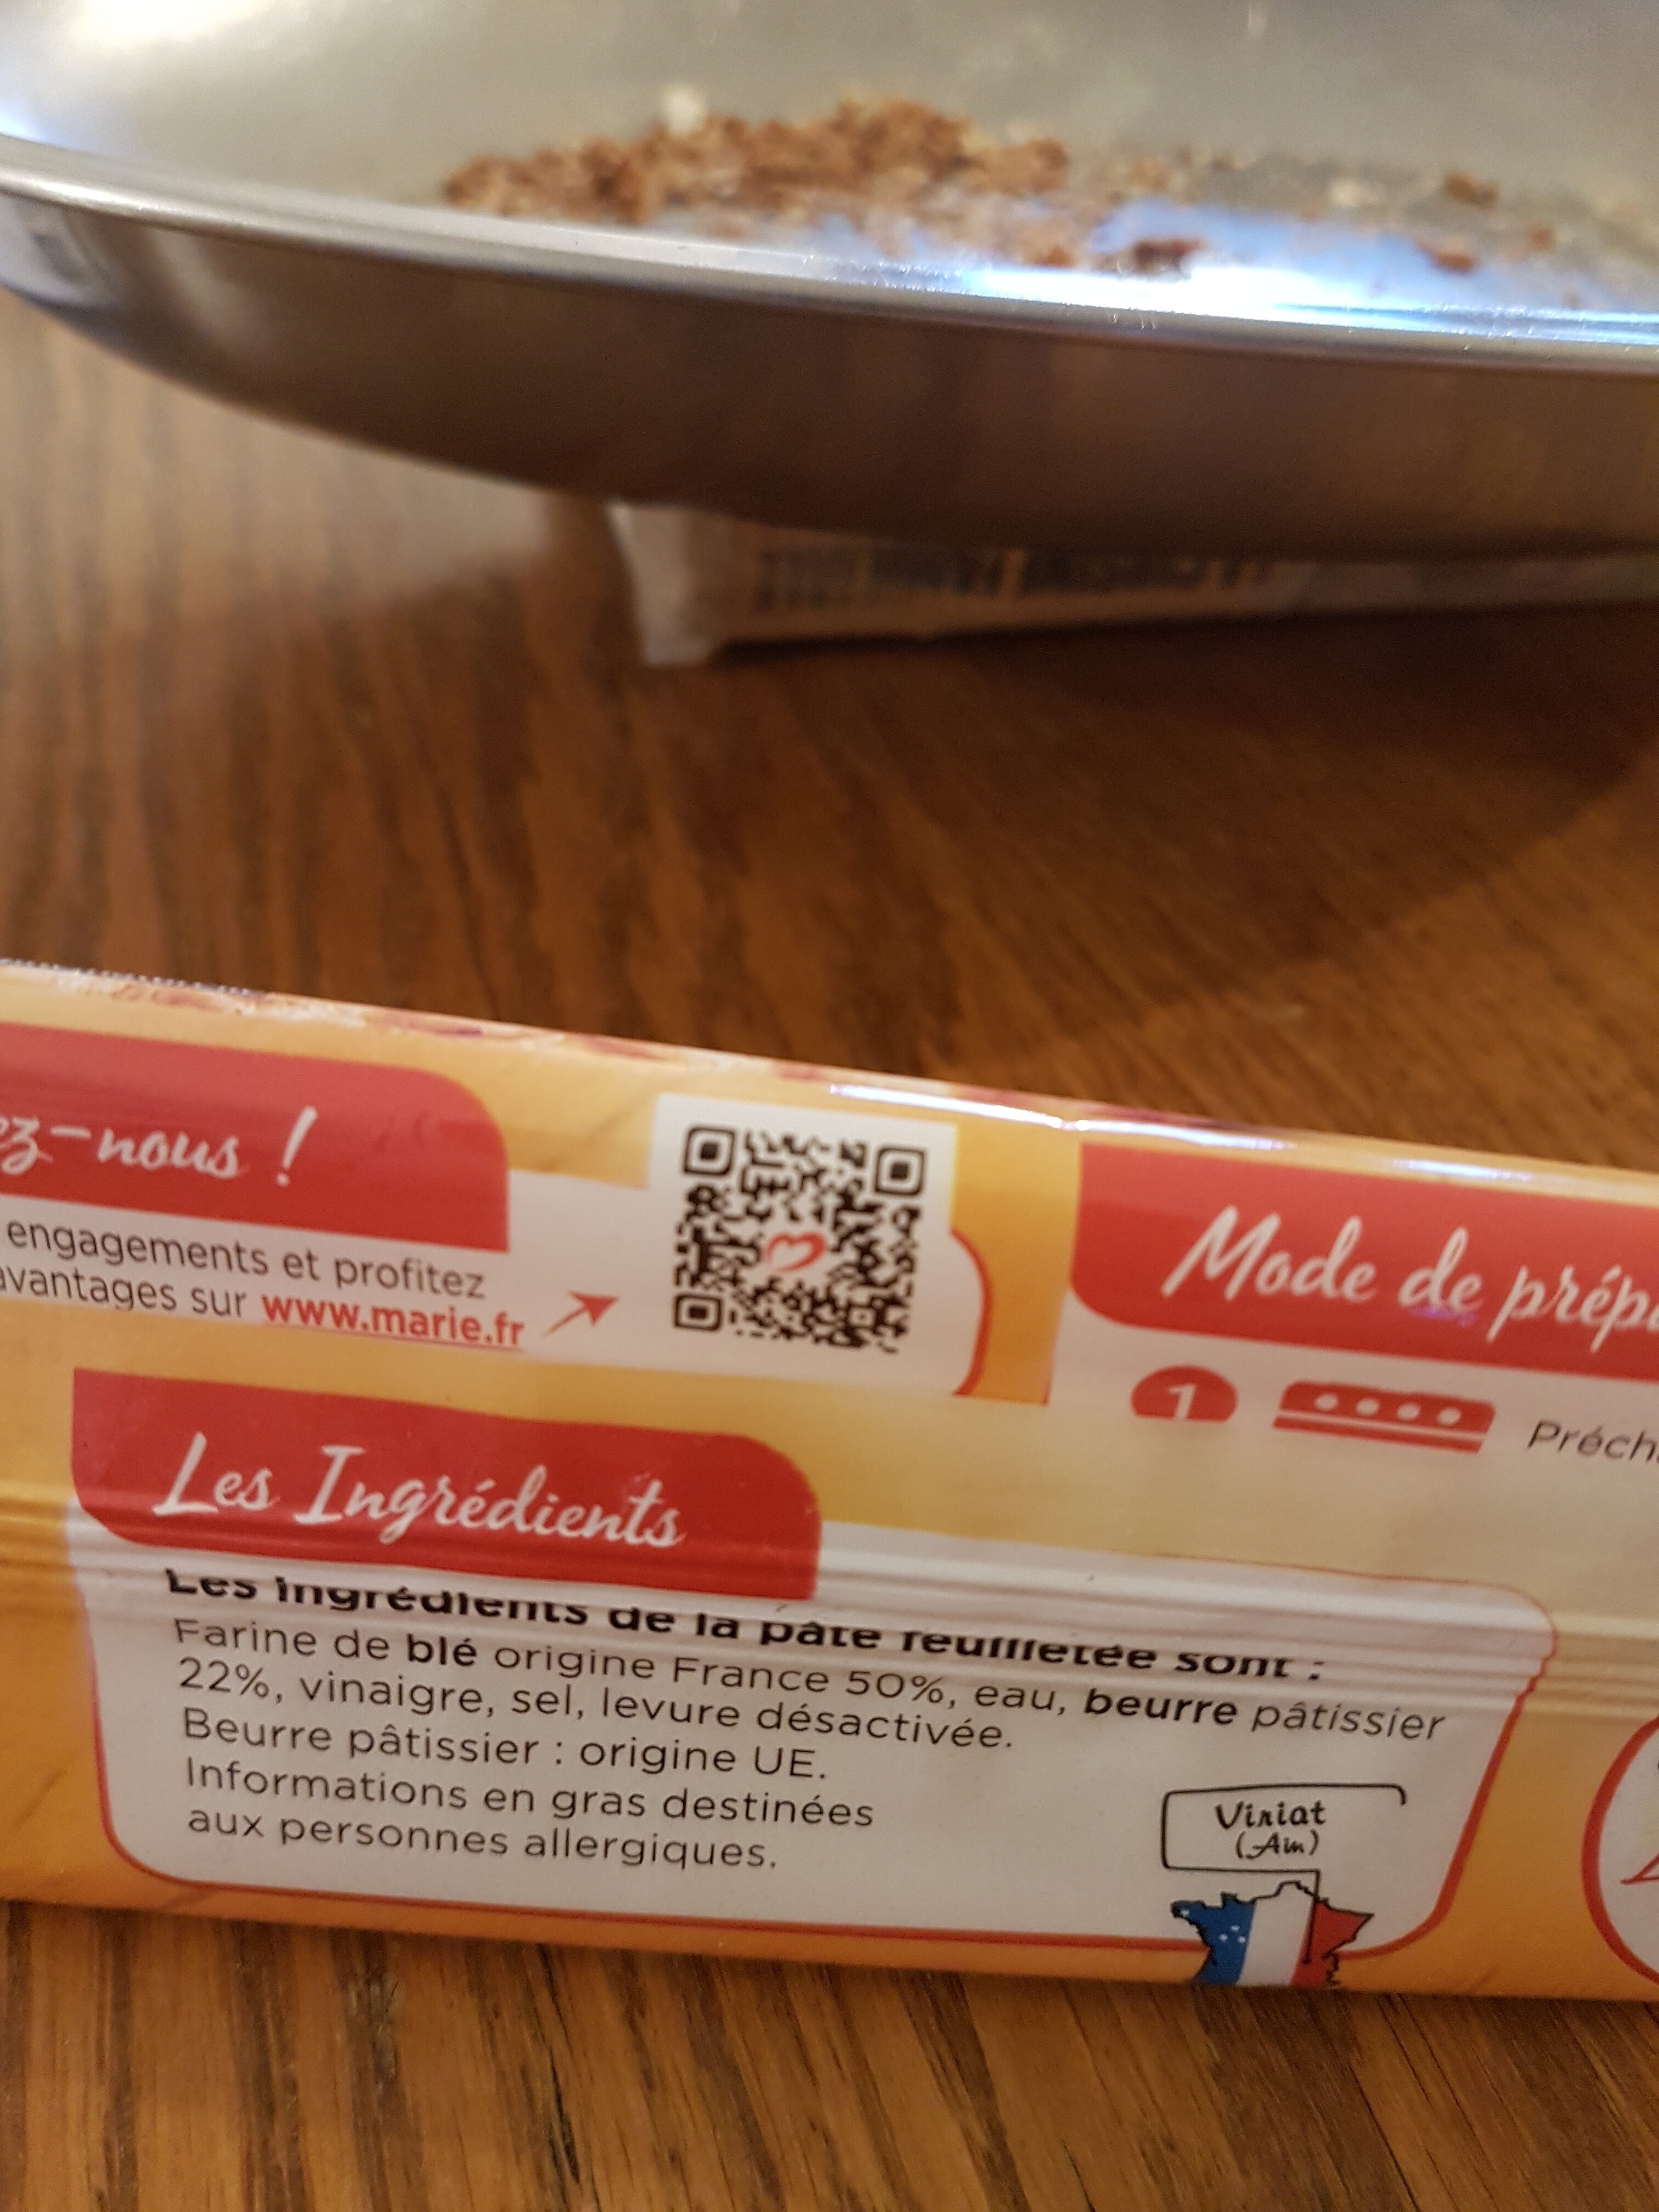 ez-nous !
engagements et profitez
avantages sur www.marie.fr
Mode de prép
1 Préch
Les Ingrédients
Les ingrédients de la pâte feuilletée sont :
Farine de blé origine France 50%, eau, beurre pâtissier
22%, vinaigre, sel, levure désactivée.
Beurre pâtissier : origine UE.
Informations en gras destinées
aux personnes allergiques.
Viriat
(Ain)